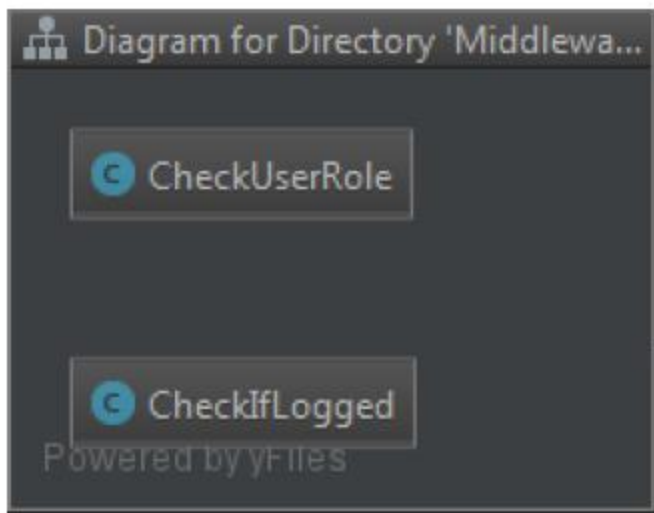 Diagram for Directory 'Middlewa...
C CheckUserRole
C CheckIfLogged
Powered by yFiles